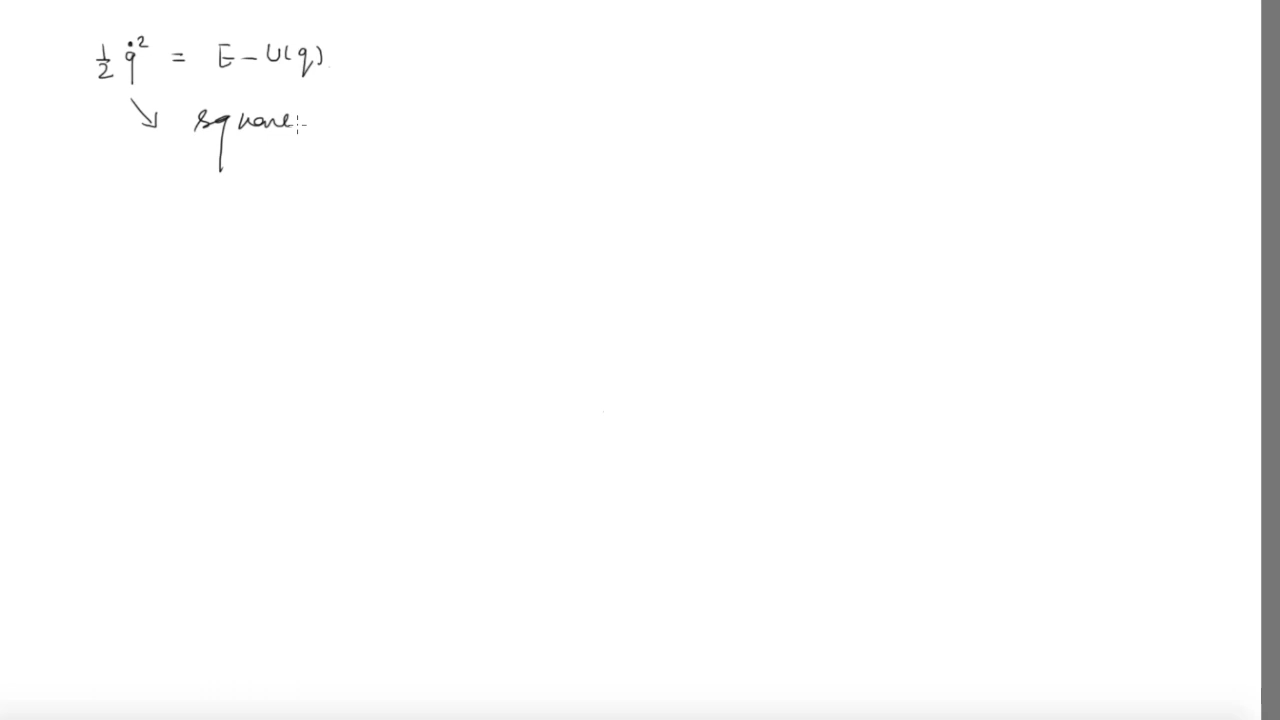 ½ q̇² = E - U(q)
↘ square